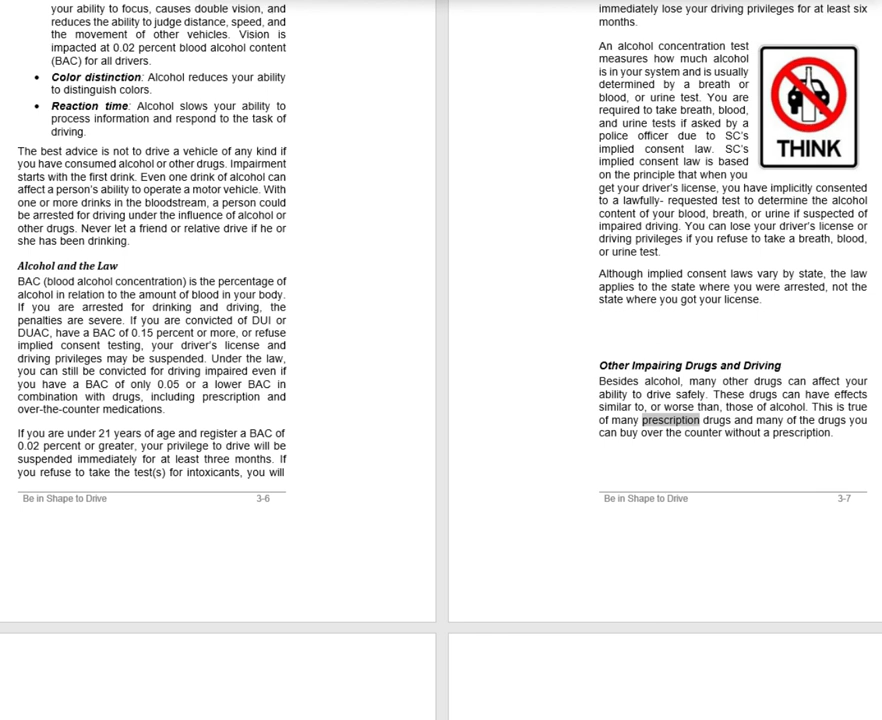 your ability to focus, causes double vision, and
reduces the ability to judge distance, speed, and
the movement of other vehicles. Vision is
impacted at 0.02 percent blood alcohol content
(BAC) for all drivers.
• Color distinction: Alcohol reduces your ability
to distinguish colors.
• Reaction time: Alcohol slows your ability to
process information and respond to the task of
driving.
The best advice is not to drive a vehicle of any kind if
you have consumed alcohol or other drugs. Impairment
starts with the first drink. Even one drink of alcohol can
affect a person's ability to operate a motor vehicle. With
one or more drinks in the bloodstream, a person could
be arrested for driving under the influence of alcohol or
other drugs. Never let a friend or relative drive if he or
she has been drinking.
Alcohol and the Law
BAC (blood alcohol concentration) is the percentage of
alcohol in relation to the amount of blood in your body.
If you are arrested for drinking and driving, the
penalties are severe. If you are convicted of DUI or
DUAC, have a BAC of 0.15 percent or more, or refuse
implied consent testing, your driver's license and
driving privileges may be suspended. Under the law,
you can still be convicted for driving impaired even if
you have a BAC of only 0.05 or a lower BAC in
combination with drugs, including prescription and
over-the-counter medications.
If you are under 21 years of age and register a BAC of
0.02 percent or greater, your privilege to drive will be
suspended immediately for at least three months. If
you refuse to take the test(s) for intoxicants, you will
Be in Shape to Drive 3-6
immediately lose your driving privileges for at least six
months.
An alcohol concentration test
measures how much alcohol
is in your system and is usually
determined by a breath or
blood, or urine test. You are
required to take breath, blood,
and urine tests if asked by a
police officer due to SC's
implied consent law. SC's
implied consent law is based
on the principle that when you
THINK
get your driver's license, you have implicitly consented
to a lawfully- requested test to determine the alcohol
content of your blood, breath, or urine if suspected of
impaired driving. You can lose your driver's license or
driving privileges if you refuse to take a breath, blood,
or urine test.
Although implied consent laws vary by state, the law
applies to the state where you were arrested, not the
state where you got your license.
Other Impairing Drugs and Driving
Besides alcohol, many other drugs can affect your
ability to drive safely. These drugs can have effects
similar to, or worse than, those of alcohol. This is true
of many prescription drugs and many of the drugs you
can buy over the counter without a prescription.
Be in Shape to Drive 3-7